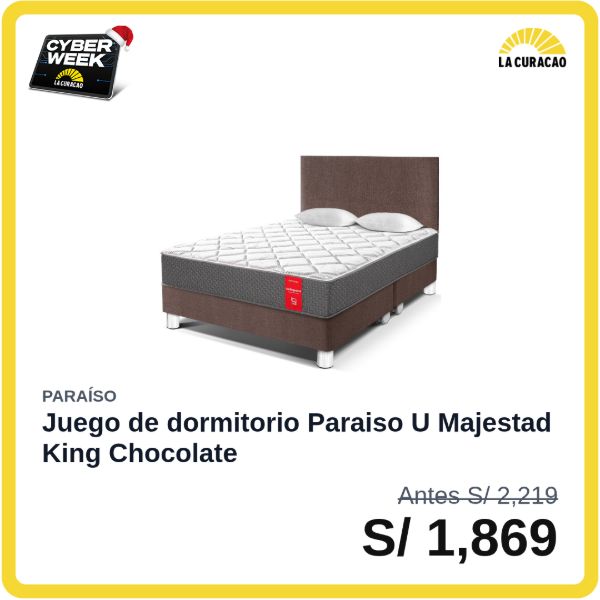 CYBER
WEEK
LA CURACAO
LA CURACAO
PARAÍSO
Juego de dormitorio Paraiso U Majestad
King Chocolate
Antes S/ 2,219
S/ 1,869